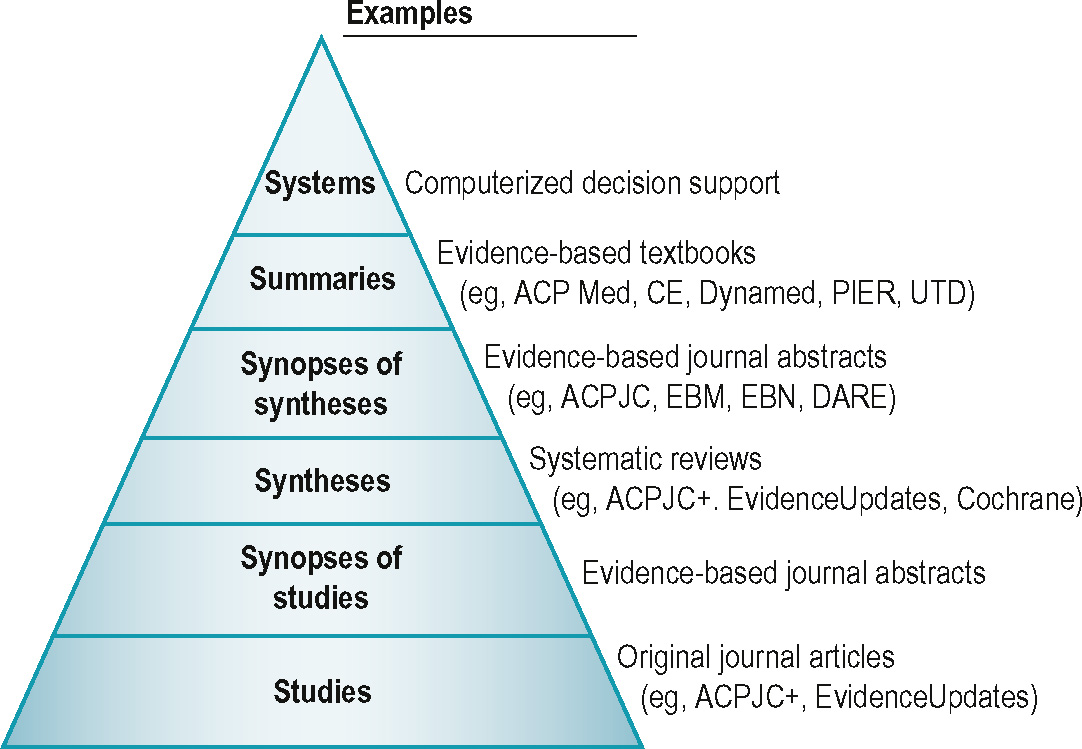 Examples
Systems
Computerized decision support
Summaries
Evidence-based textbooks
(eg, ACP Med, CE, Dynamed, PIER, UTD)
Synopses of
syntheses
Evidence-based journal abstracts
(eg, ACPJC, EBM, EBN, DARE)
Syntheses
Systematic reviews
(eg, ACPJC+. EvidenceUpdates, Cochrane)
Synopses of
studies
Evidence-based journal abstracts
Studies
Original journal articles
(eg, ACPJC+, EvidenceUpdates)